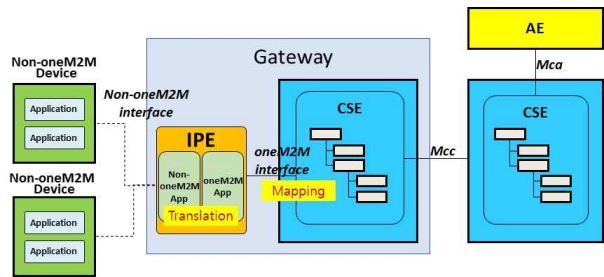 Non-oneM2M
Device
Application
Application
Non-oneM2M
Device
Application
Application
Non-oneM2M
interface
Gateway
IPE
Non-
oneM2M
App
oneM2M
App
Translation
oneM2M
interface
Mapping
CSE
Mcc
AE
Mca
CSE